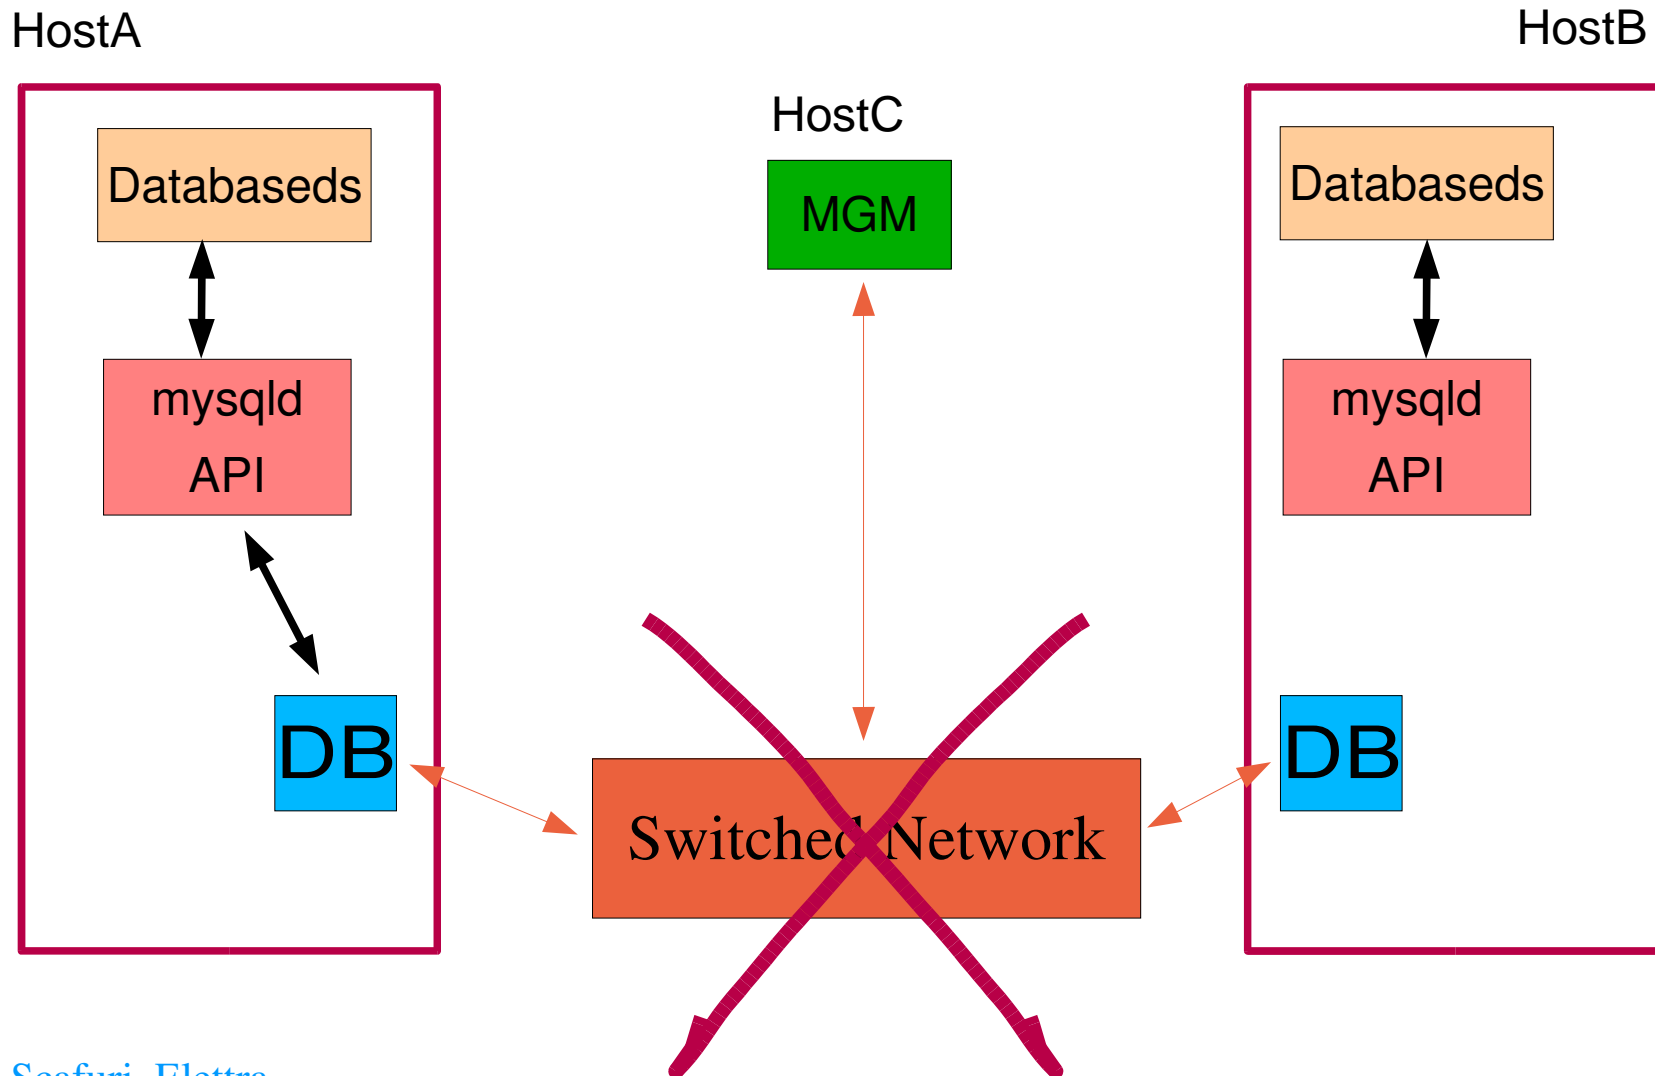 HostA
HostB
HostC
Databaseds
MGM
Databaseds
mysqld
API
mysqld
API
DB
DB
Switched Network